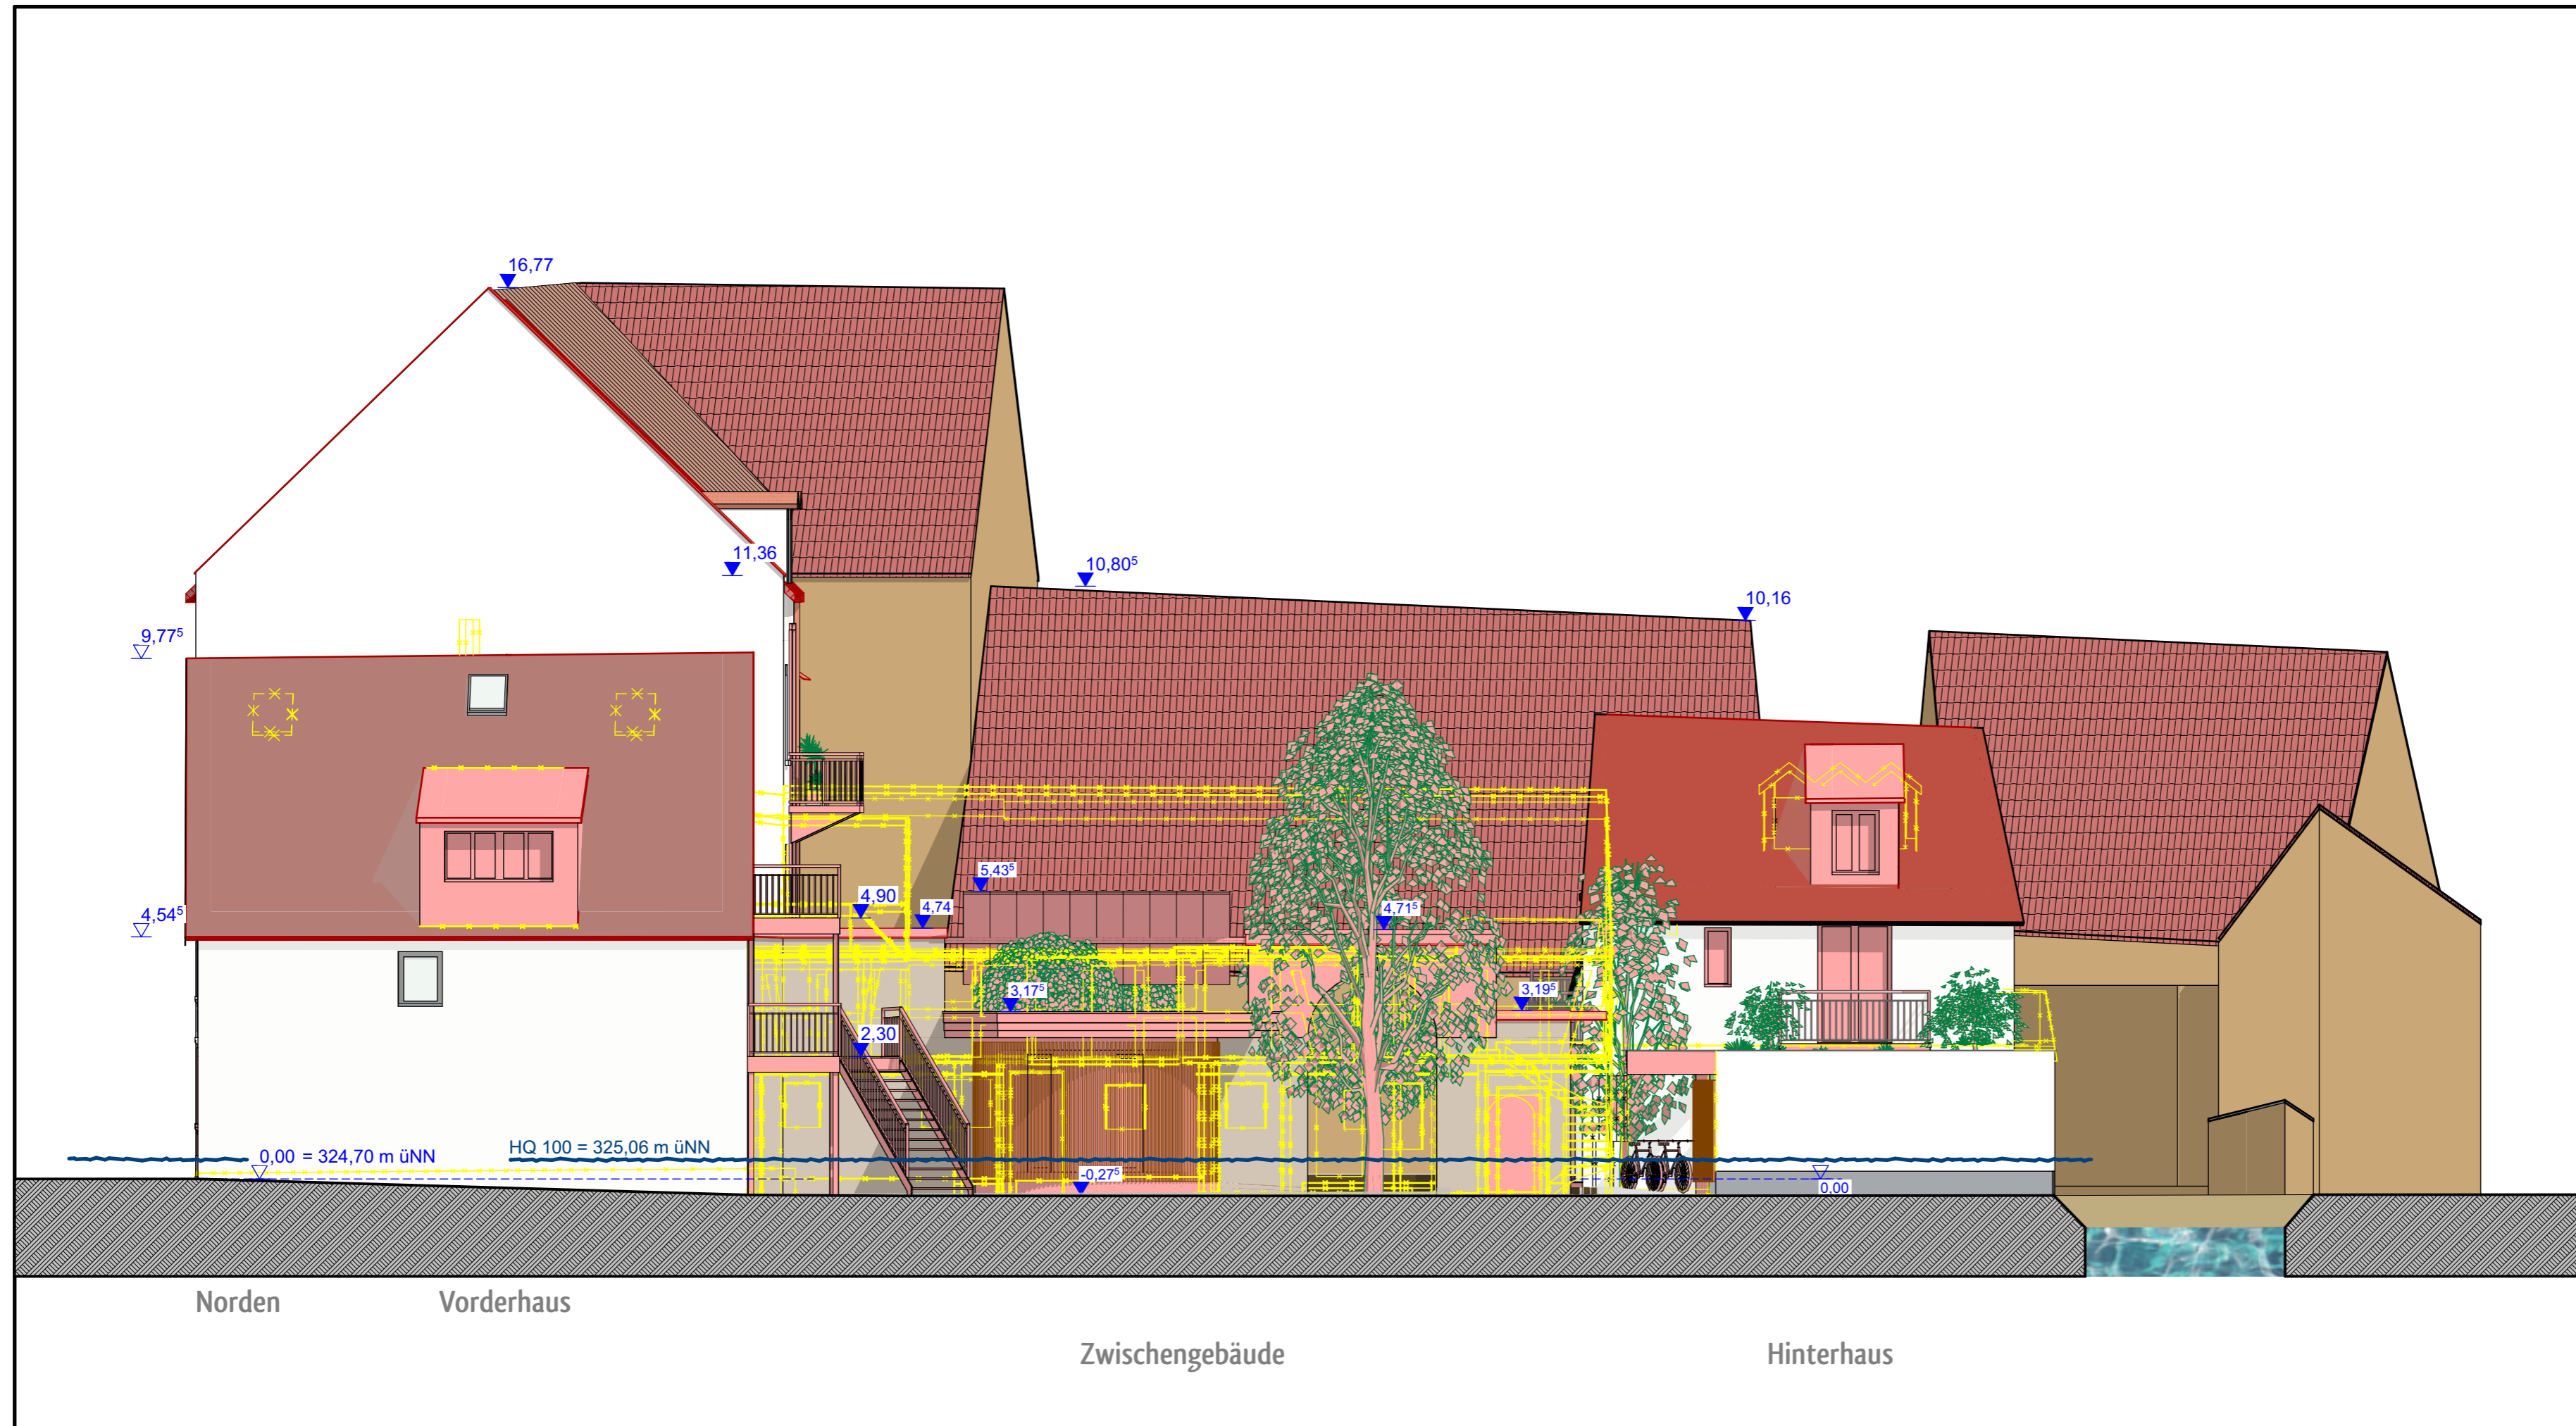 16,77
11,36
10,80⁵
10,16
9,77⁵
5,43⁵
4,90
4,74
4,71⁵
4,54⁵
3,17⁵
3,19⁵
2,30
HQ 100 = 325,06 m üNN
0,00 = 324,70 m üNN
-0,27⁵
0,00
Norden
Vorderhaus
Zwischengebäude
Hinterhaus